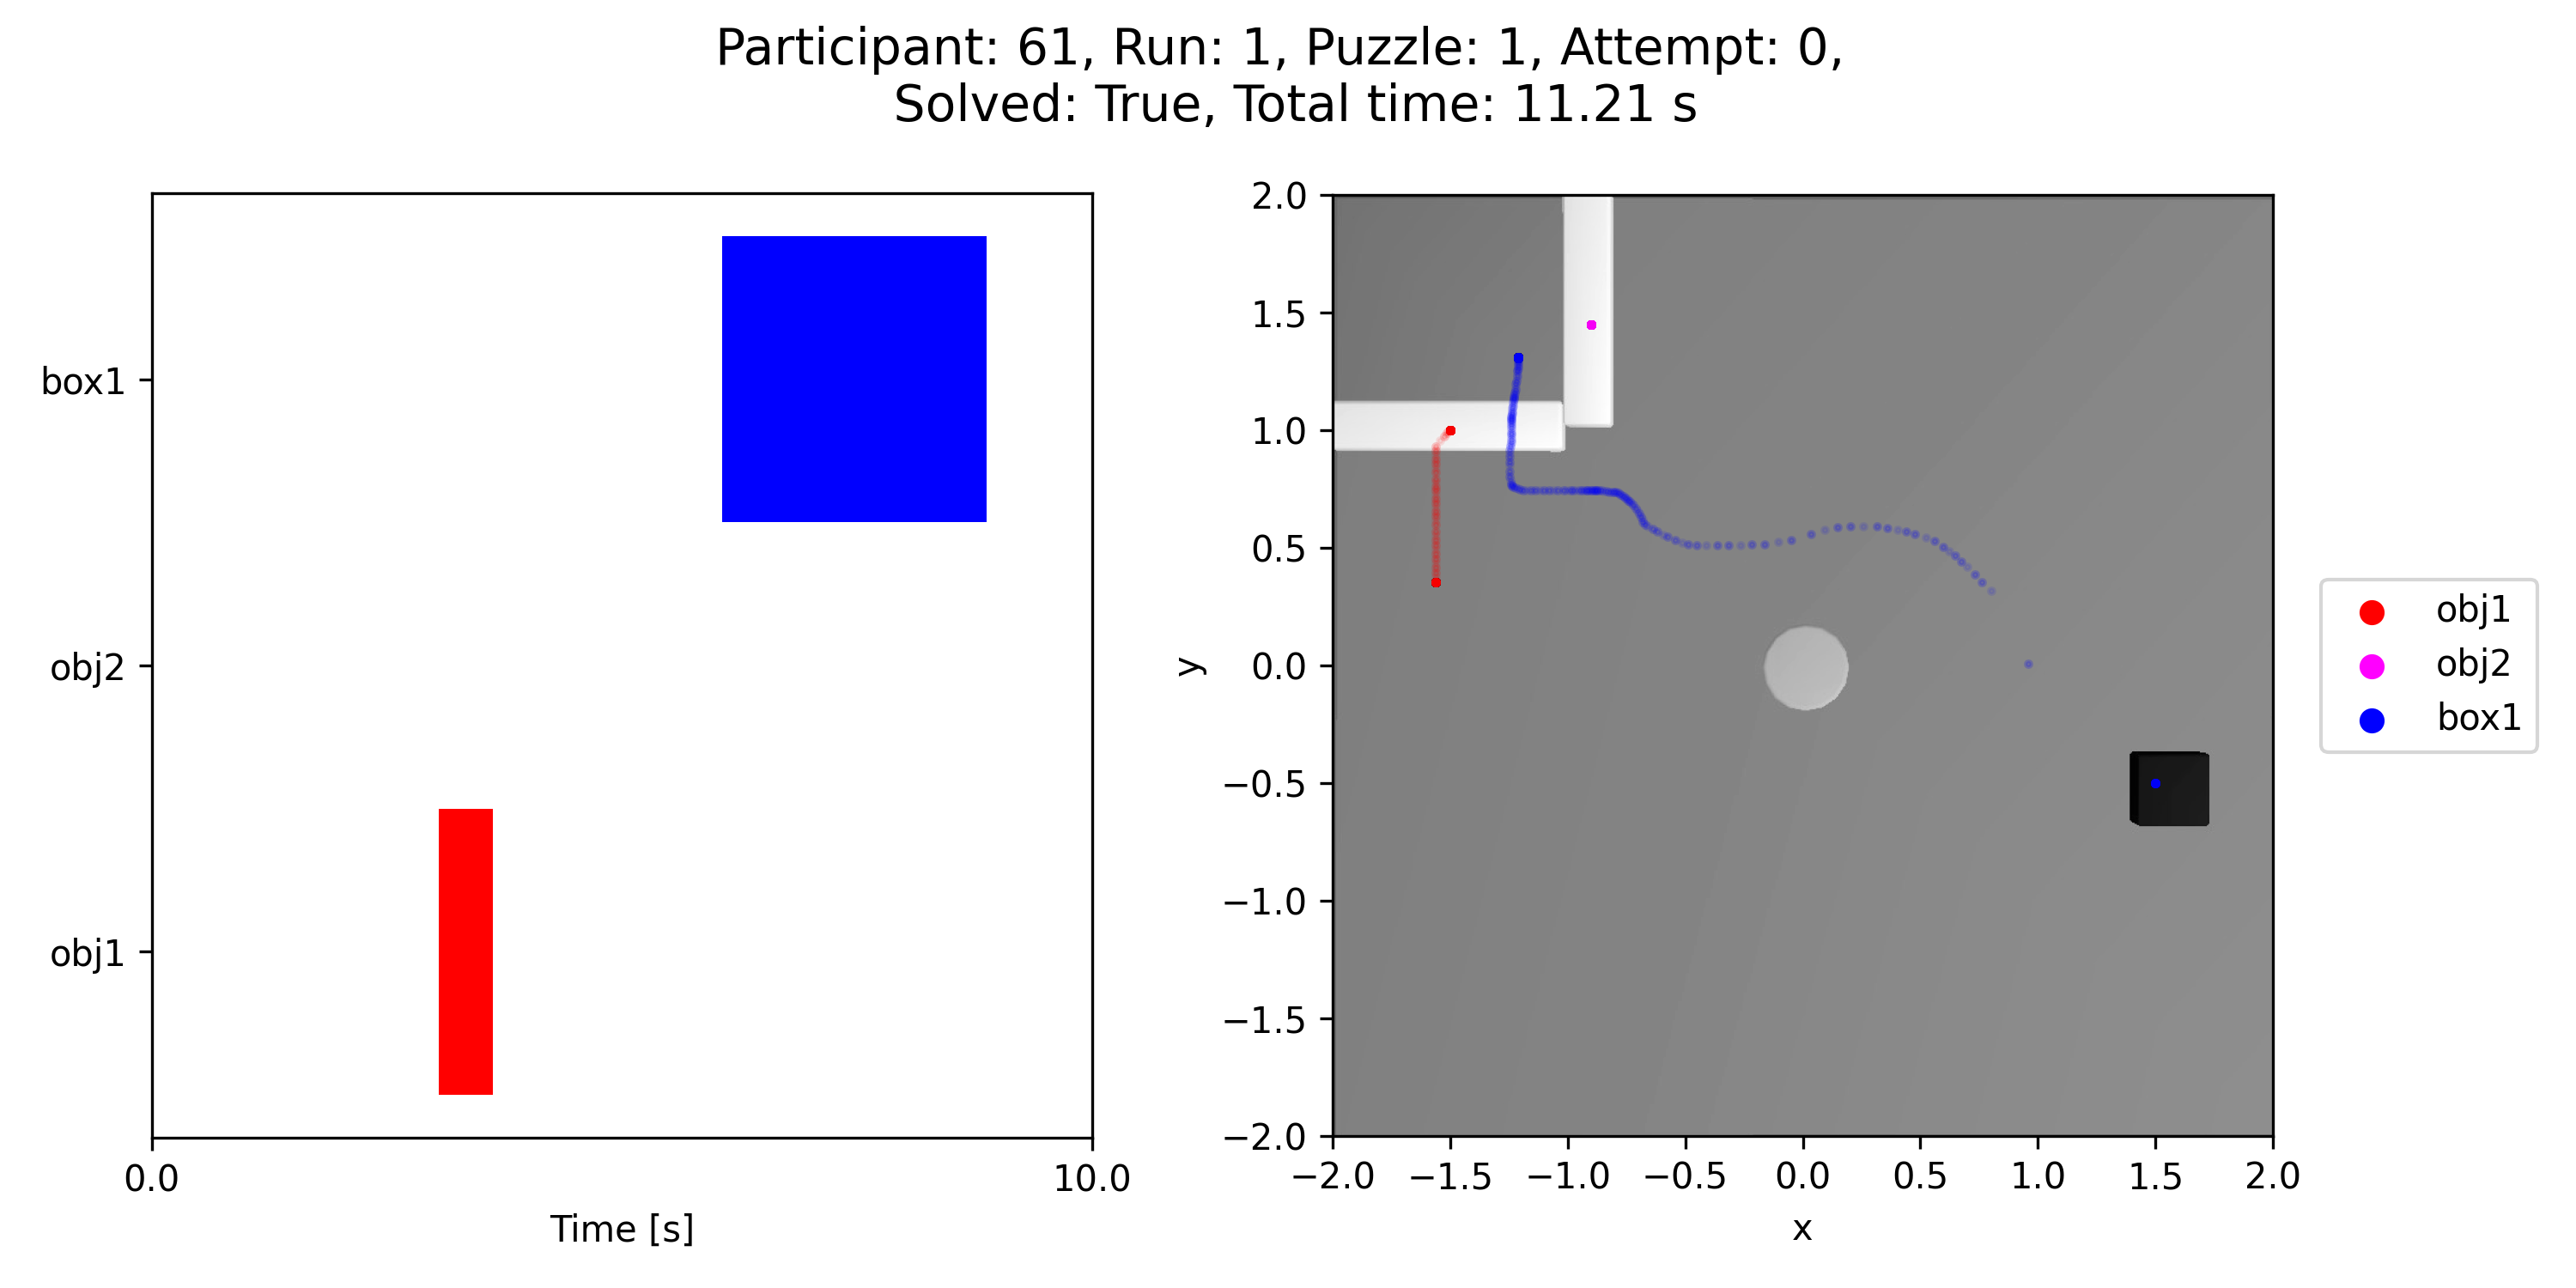 Participant: 61, Run: 1, Puzzle: 1, Attempt: 0,
Solved: True, Total time: 11.21 s
box1
obj2
obj1
0.0
10.0
Time [s]
2.0
1.5
1.0
0.5
0.0
−0.5
−1.0
−1.5
−2.0
y
−2.0
−1.5
−1.0
−0.5
0.0
0.5
1.0
1.5
2.0
x
obj1
obj2
box1